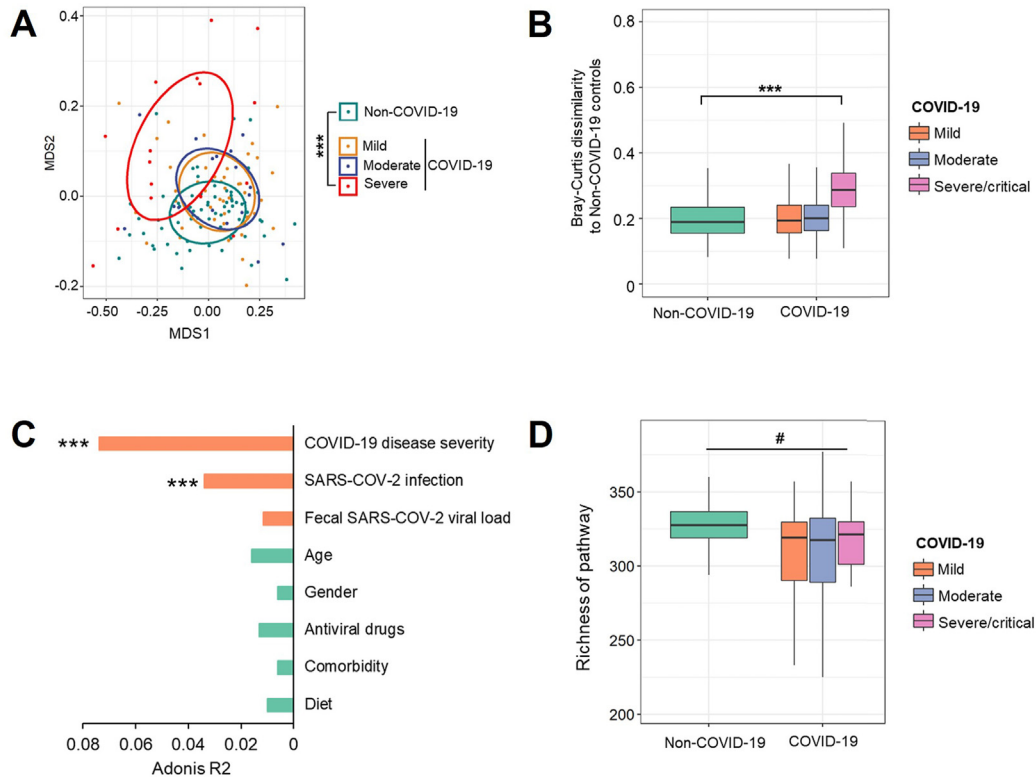 A
0.4
0.2
0.0
-0.2
MDS2
-0.50
-0.25
0.00
0.25
MDS1
***
Non-COVID-19
Mild
Moderate
Severe
COVID-19
B
0.8
0.6
0.4
0.2
0
Bray-Curtis dissimilarity
to Non-COVID-19 controls
***
Non-COVID-19
COVID-19
COVID-19
Mild
Moderate
Severe/critical
C
*** COVID-19 disease severity
*** SARS-COV-2 infection
Fecal SARS-COV-2 viral load
Age
Gender
Antiviral drugs
Comorbidity
Diet
0.08
0.06
0.04
0.02
0
Adonis R2
D
#
350
300
250
200
Richness of pathway
Non-COVID-19
COVID-19
COVID-19
Mild
Moderate
Severe/critical